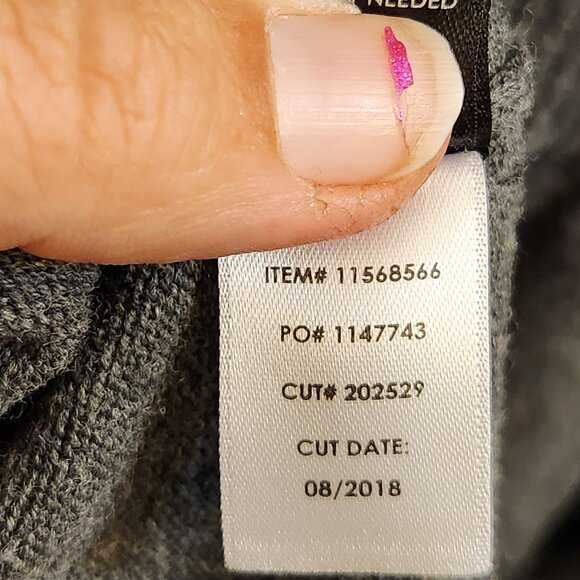 NEEDED
ITEM# 11568566
PO# 1147743
CUT# 202529
CUT DATE:
08/2018